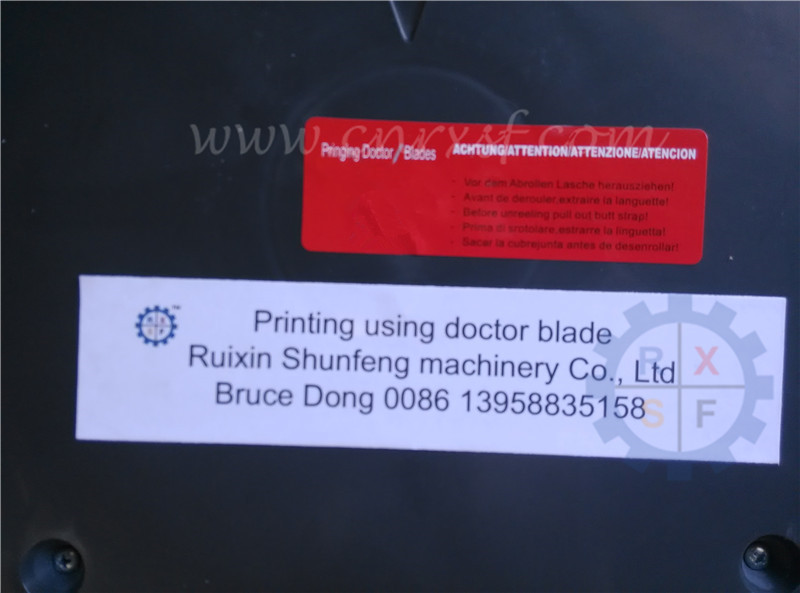 www.cnrxsf.com
Pringing Doctor/Blades
ACHTUNG/ATTENTION/ATTENZIONE/ATENCION
- Vor dem Abrollen Lasche herausziehen!
- Avant de derouler, extraire la languette!
- Before unreeling pull out butt strap!
- Prima di srotolare, estrarre la linguetta!
- Sacar la cubrejunta antes de desenrollar!
R X
S F
™
Printing using doctor blade
Ruixin Shunfeng machinery Co., Ltd
Bruce Dong 0086 13958835158
R X
S F